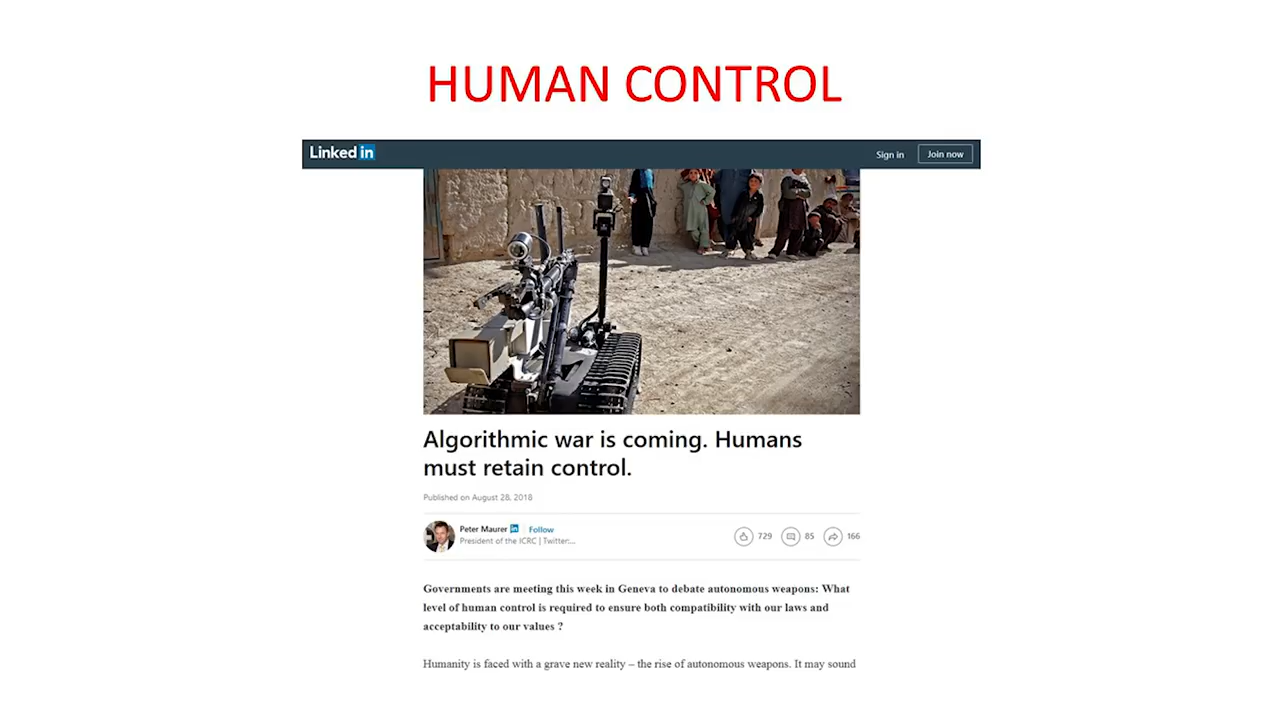 HUMAN CONTROL
Linked in
Sign in
Join now
Algorithmic war is coming. Humans
must retain control.
Published on August 28, 2018
Peter Maurer in Follow
President of the ICRC | Twitter:...
729 85 166
Governments are meeting this week in Geneva to debate autonomous weapons: What
level of human control is required to ensure both compatibility with our laws and
acceptability to our values ?
Humanity is faced with a grave new reality – the rise of autonomous weapons. It may sound